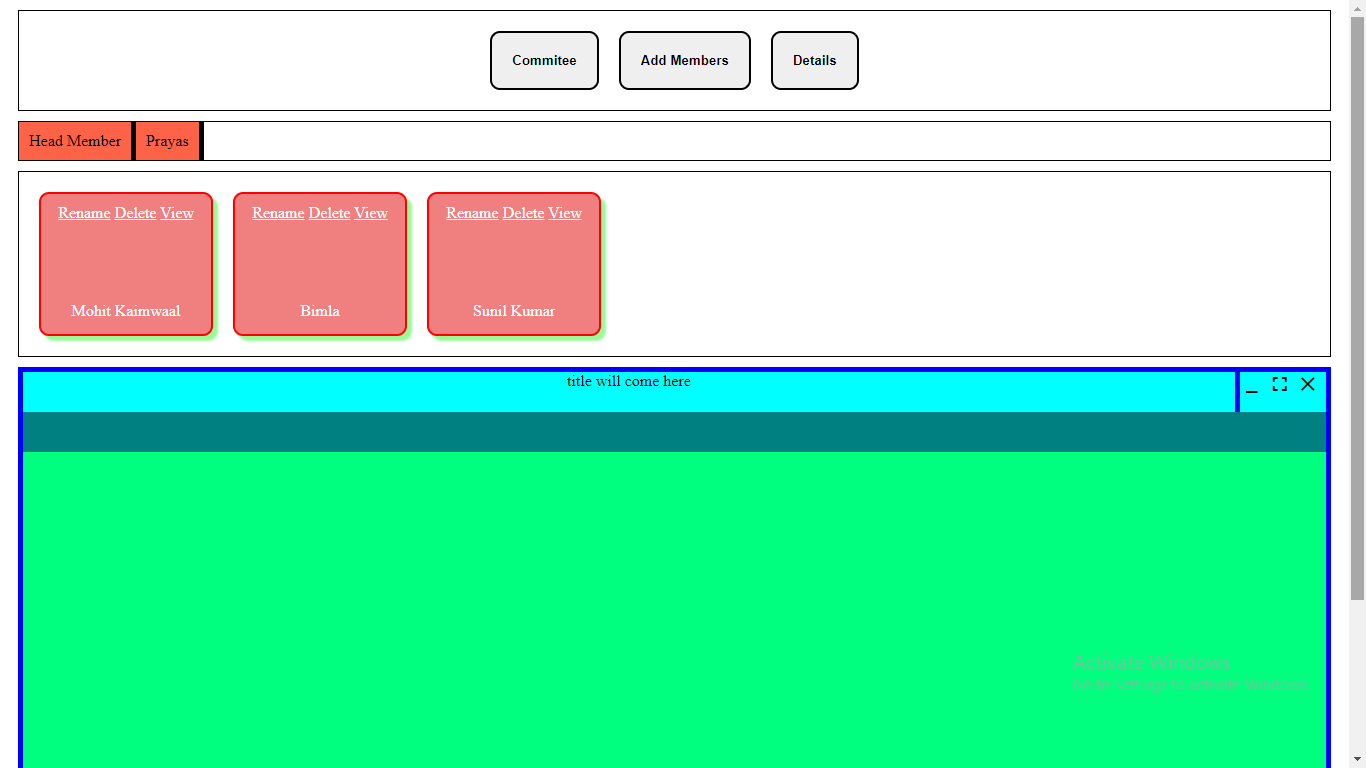 Commitee Add Members Details
Head Member Prayas
Rename Delete View Rename Delete View Rename Delete View
Mohit Kaimwaal Bimla Sunil Kumar
title will come here
Activate Windows
Go to Settings to activate Windows.